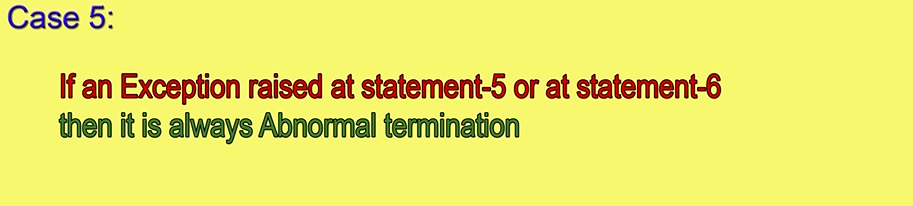 Case 5:
If an Exception raised at statement-5 or at statement-6
then it is always Abnormal termination